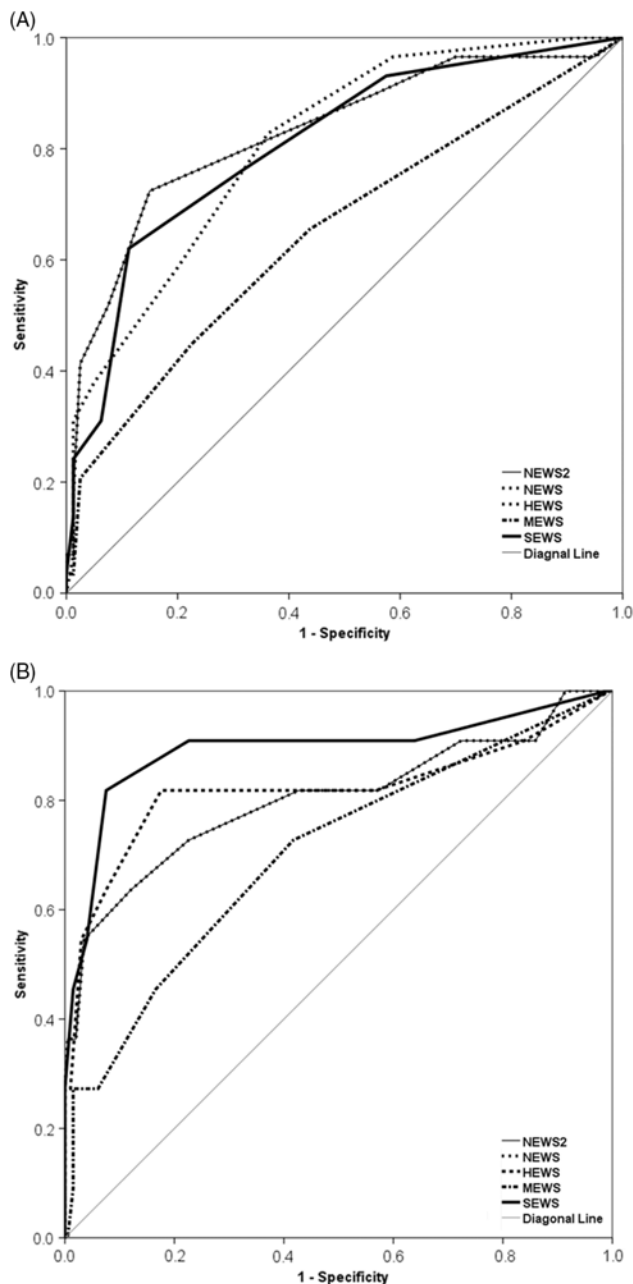 (A)
1.0
0.8
0.6
0.4
0.2
0.0
Sensitivity
NEWS2
NEWS
HEWS
MEWS
SEWS
Diagnal Line
0.0 0.2 0.4 0.6 0.8 1.0
1 - Specificity
(B)
1.0
0.8
0.6
0.4
0.2
0.0
Sensitivity
NEWS2
NEWS
HEWS
MEWS
SEWS
Diagonal Line
0.0 0.2 0.4 0.6 0.8 1.0
1 - Specificity